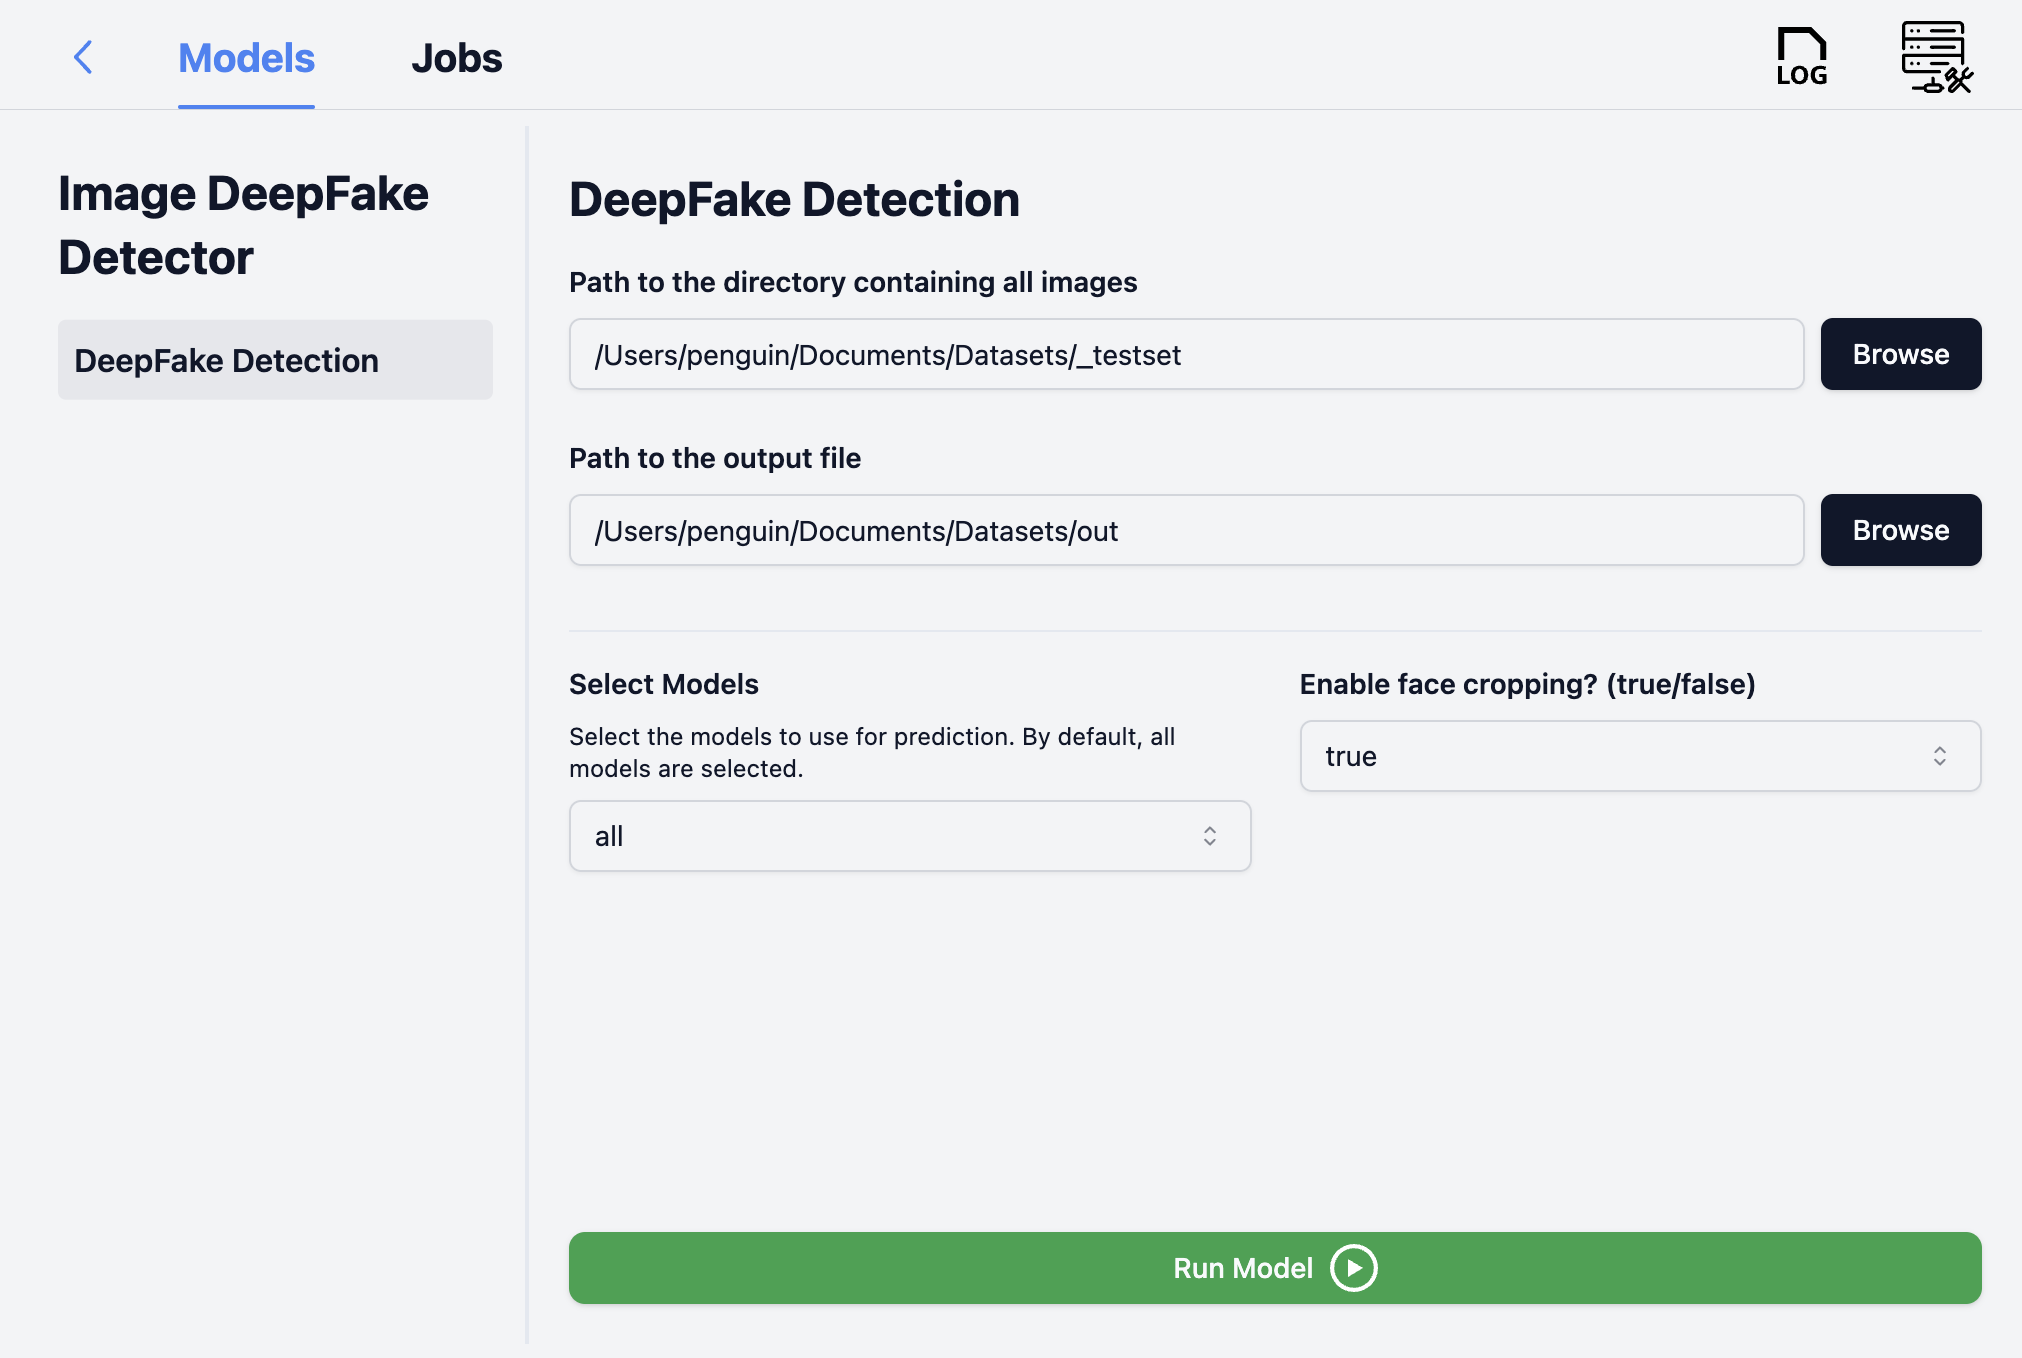 Models
Jobs
LOG
Image DeepFake
Detector
DeepFake Detection
DeepFake Detection
Path to the directory containing all images
/Users/penguin/Documents/Datasets/_testset
Browse
Path to the output file
/Users/penguin/Documents/Datasets/out
Browse
Select Models
Select the models to use for prediction. By default, all
models are selected.
all
Enable face cropping? (true/false)
true
Run Model